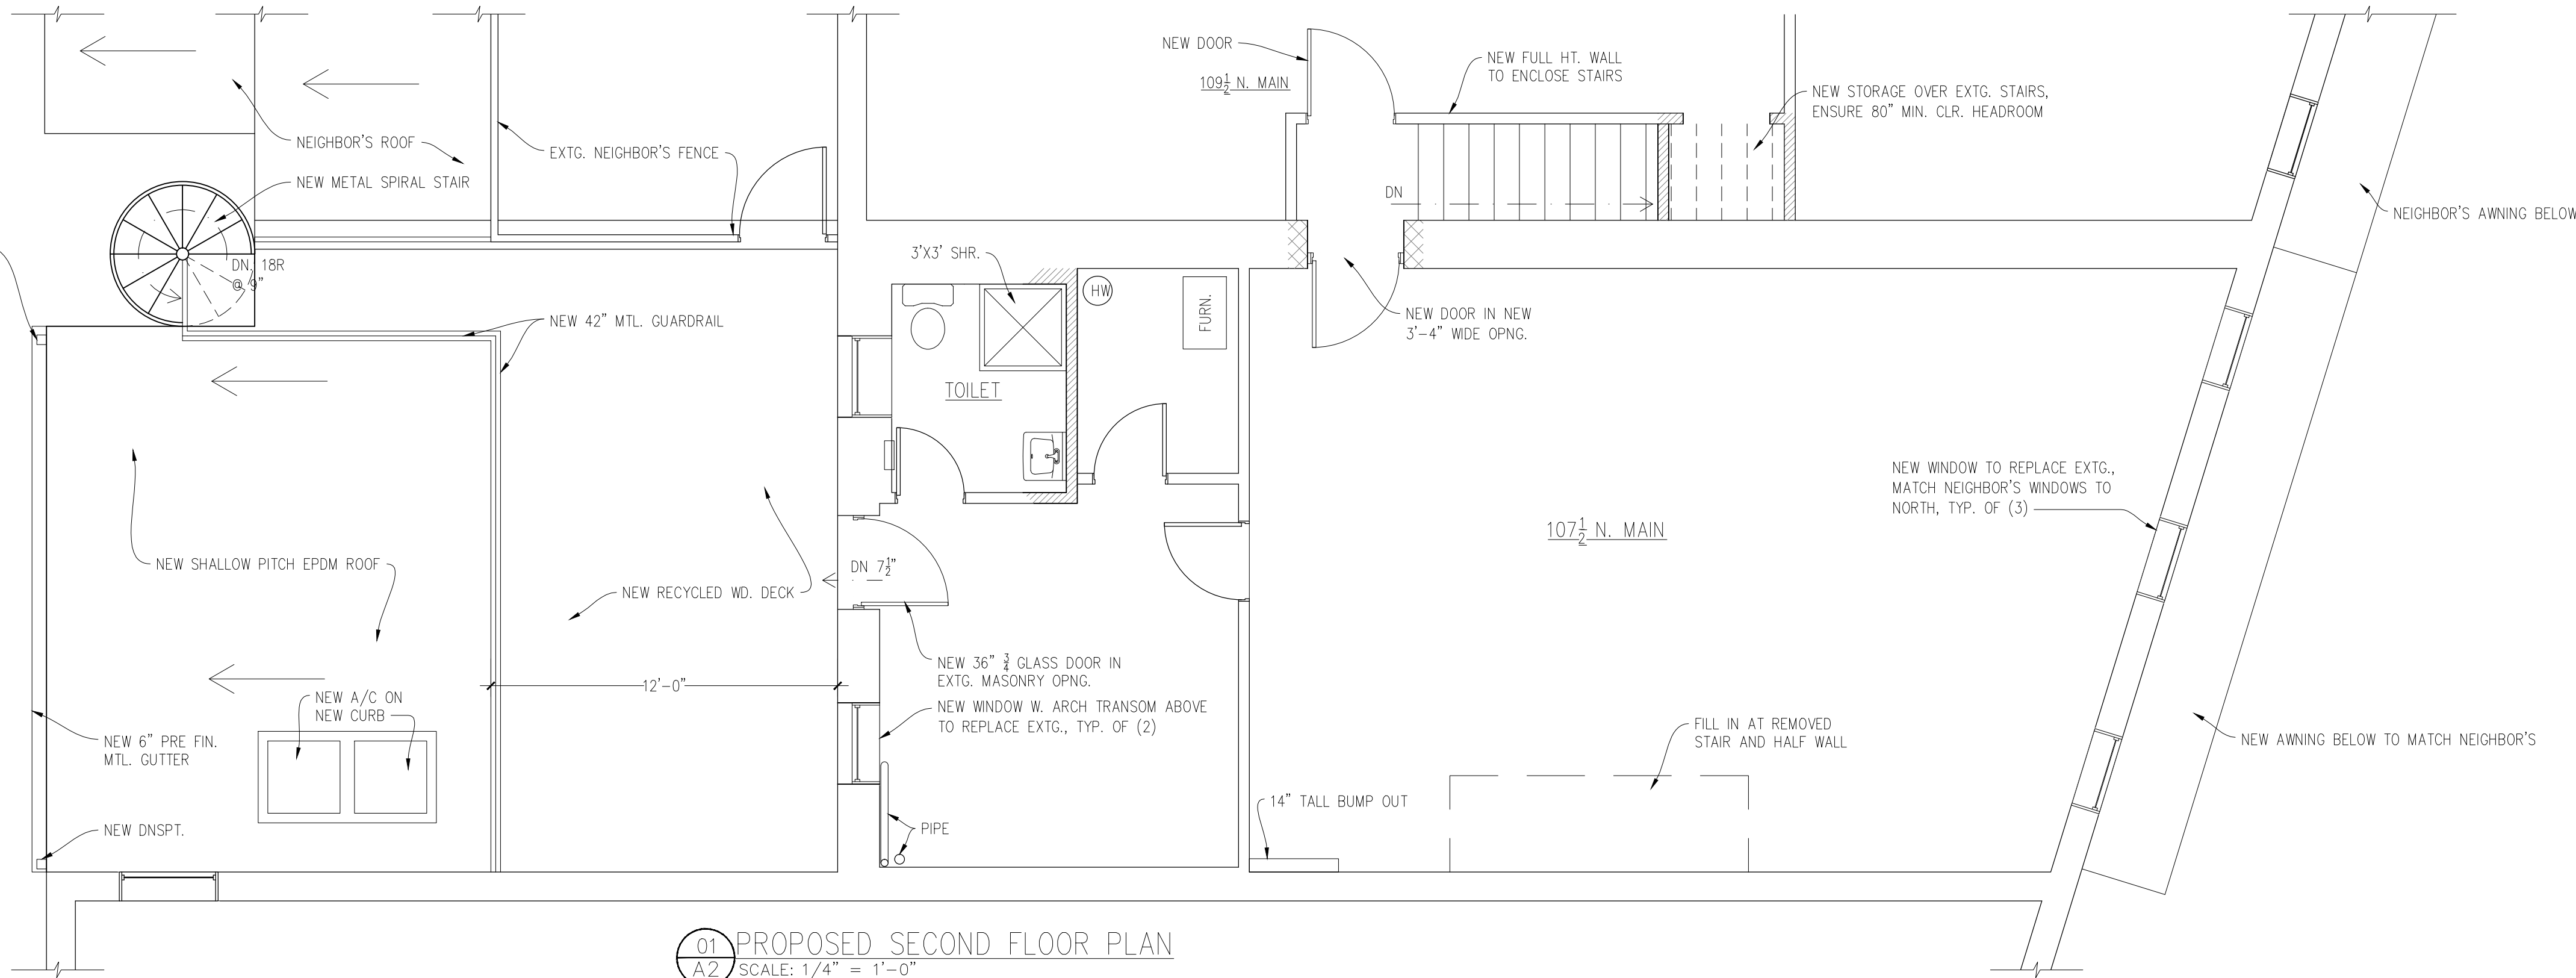 NEW DOOR
109½ N. MAIN
NEW FULL HT. WALL
TO ENCLOSE STAIRS
NEW STORAGE OVER EXTG. STAIRS,
ENSURE 80" MIN. CLR. HEADROOM
NEIGHBOR'S ROOF
EXTG. NEIGHBOR'S FENCE
NEW METAL SPIRAL STAIR
DN
NEIGHBOR'S AWNING BELOW
DN. 18R
@ 9"
3'X3' SHR.
HW
FURN.
NEW 42" MTL. GUARDRAIL
NEW DOOR IN NEW
3'-4" WIDE OPNG.
TOILET
NEW WINDOW TO REPLACE EXTG.,
MATCH NEIGHBOR'S WINDOWS TO
NORTH, TYP. OF (3)
107½ N. MAIN
NEW SHALLOW PITCH EPDM ROOF
DN 7½"
NEW RECYCLED WD. DECK
NEW 36" ¾ GLASS DOOR IN
EXTG. MASONRY OPNG.
12'-0"
NEW A/C ON
NEW CURB
NEW WINDOW W. ARCH TRANSOM ABOVE
TO REPLACE EXTG., TYP. OF (2)
FILL IN AT REMOVED
STAIR AND HALF WALL
NEW 6" PRE FIN.
MTL. GUTTER
NEW AWNING BELOW TO MATCH NEIGHBOR'S
14" TALL BUMP OUT
NEW DNSPT.
PIPE
01
A2
PROPOSED SECOND FLOOR PLAN
SCALE: 1/4" = 1'-0"